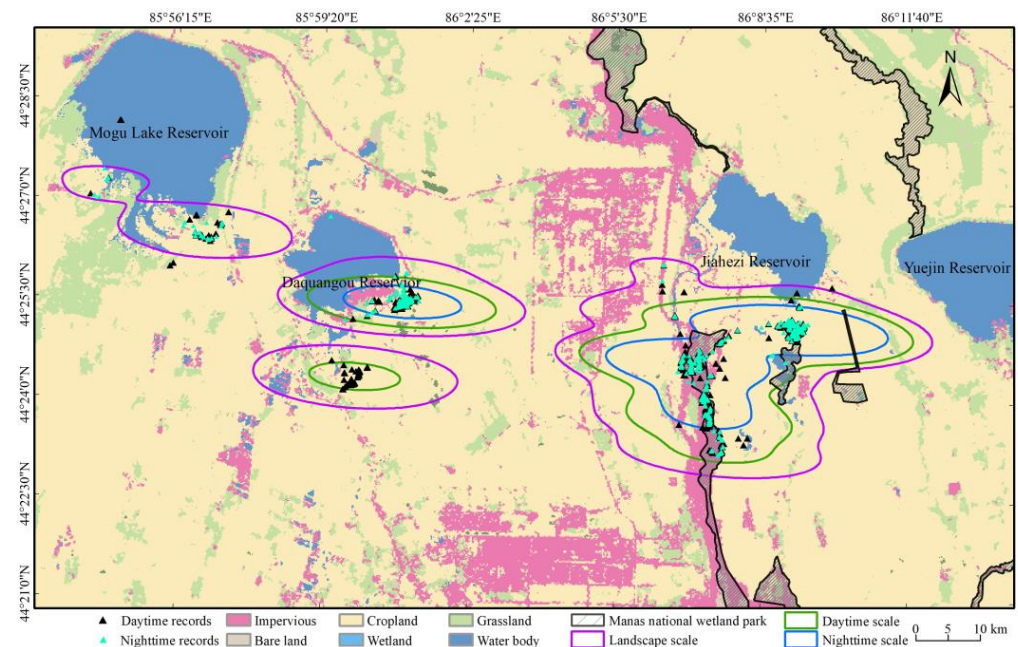 85°56'15"E 85°59'20"E 86°2'25"E 86°5'30"E 86°8'35"E 86°11'40"E
44°28'30"N
44°27'0"N
44°25'30"N
44°24'0"N
44°22'30"N
44°21'0"N
N
Mogu Lake Reservoir
Jiahezi Reservoir
Yuejin Reservoir
Daquangou Reservior
Daytime records Impervious Cropland Grassland Manas national wetland park Daytime scale
Nighttime records Bare land Wetland Water body Landscape scale Nighttime scale
0 5 10 km